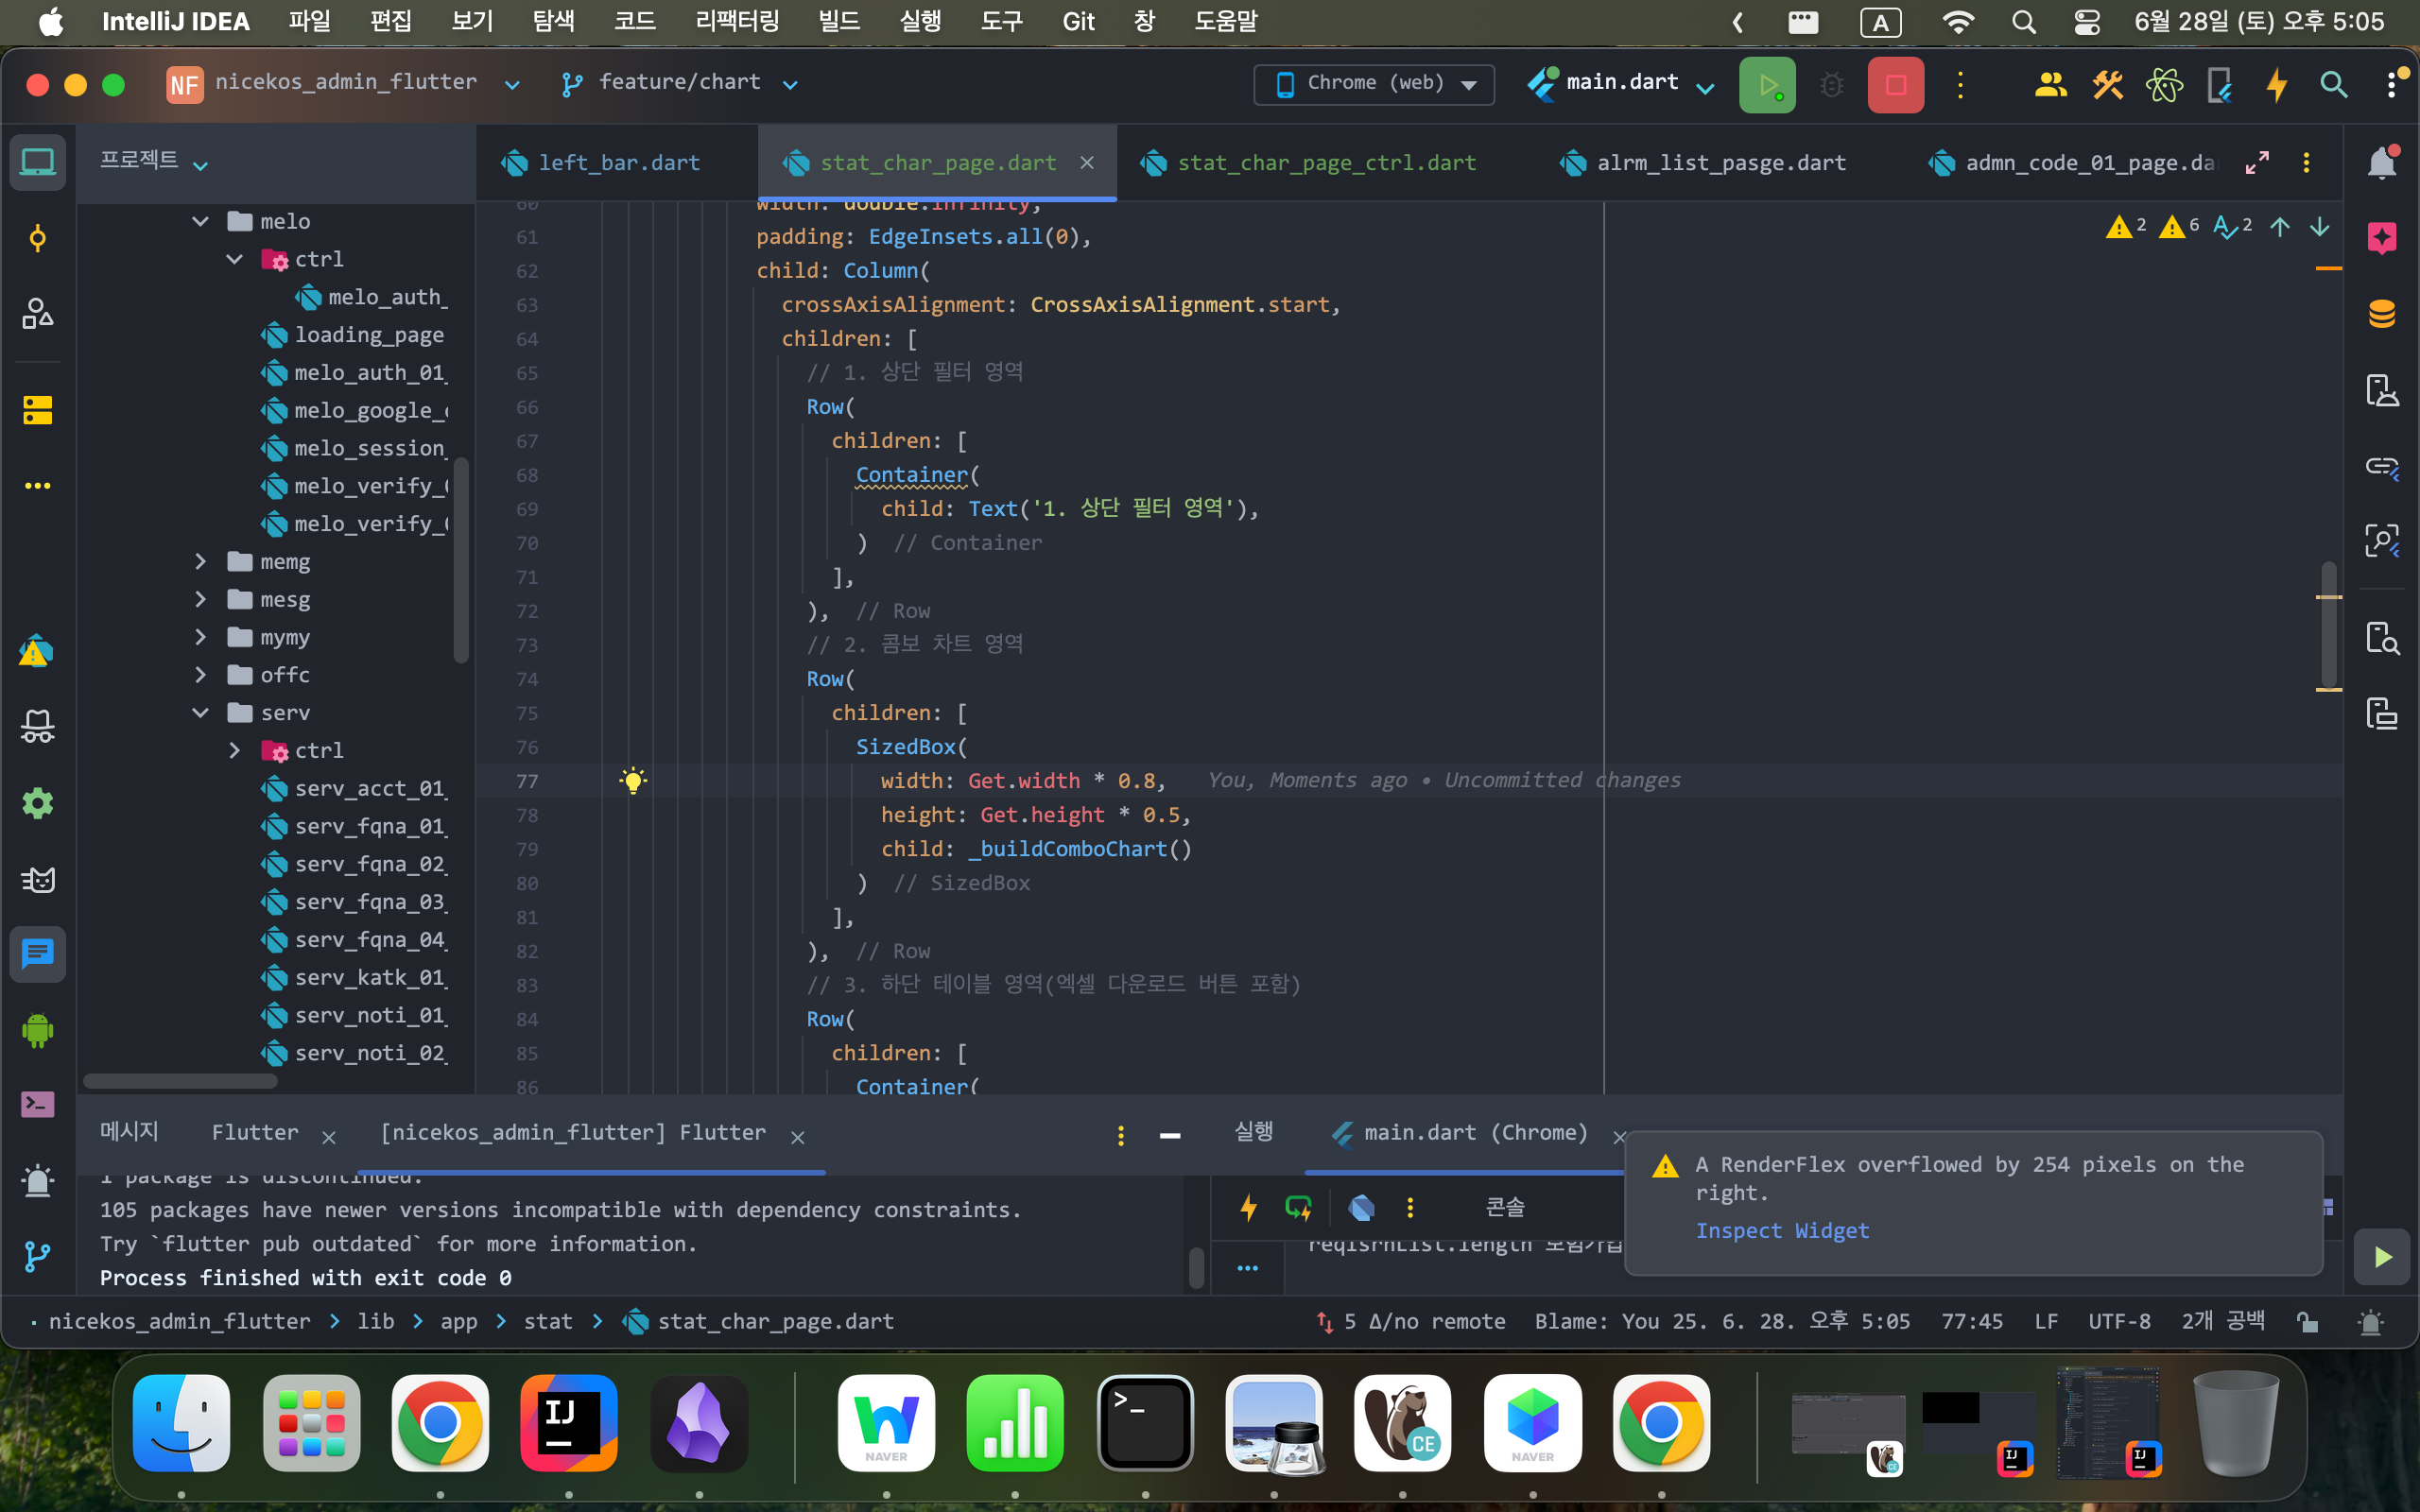 IntelliJ IDEA 파일 편집 보기 탐색 코드 리팩터링 빌드 실행 도구 Git 창 도움말 A 6월 28일 (토) 오후 5:05
NF nicekos_admin_flutter feature/chart Chrome (web) main.dart
프로젝트
left_bar.dart stat_char_page.dart stat_char_page_ctrl.dart alrm_list_pasge.dart admn_code_01_page.da
melo
ctrl
melo_auth_
loading_page
melo_auth_01_
melo_google_
melo_session_
melo_verify_
melo_verify_
memg
mesg
mymy
offc
serv
ctrl
serv_acct_01_
serv_fqna_01_
serv_fqna_02_
serv_fqna_03_
serv_fqna_04_
serv_katk_01_
serv_noti_01_
serv_noti_02_
2 6 2
60 width: double.infinity,
61 padding: EdgeInsets.all(0),
62 child: Column(
63 crossAxisAlignment: CrossAxisAlignment.start,
64 children: [
65 // 1. 상단 필터 영역
66 Row(
67 children: [
68 Container(
69 child: Text('1. 상단 필터 영역'),
70 ) // Container
71 ],
72 ), // Row
73 // 2. 콤보 차트 영역
74 Row(
75 children: [
76 SizedBox(
77 width: Get.width * 0.8, You, Moments ago • Uncommitted changes
78 height: Get.height * 0.5,
79 child: _buildComboChart()
80 ) // SizedBox
81 ],
82 ), // Row
83 // 3. 하단 테이블 영역(엑셀 다운로드 버튼 포함)
84 Row(
85 children: [
86 Container(
메시지 Flutter [nicekos_admin_flutter] Flutter
1 package is discontinued.
105 packages have newer versions incompatible with dependency constraints.
Try `flutter pub outdated` for more information.
Process finished with exit code 0
실행 main.dart (Chrome)
콘솔
reqIsrnList.length 보험가입
A RenderFlex overflowed by 254 pixels on the
right.
Inspect Widget
nicekos_admin_flutter lib app stat stat_char_page.dart 5 Δ/no remote Blame: You 25. 6. 28. 오후 5:05 77:45 LF UTF-8 2개 공백
IJ
NAVER
>_
CE
NAVER
CE
IJ
IJ